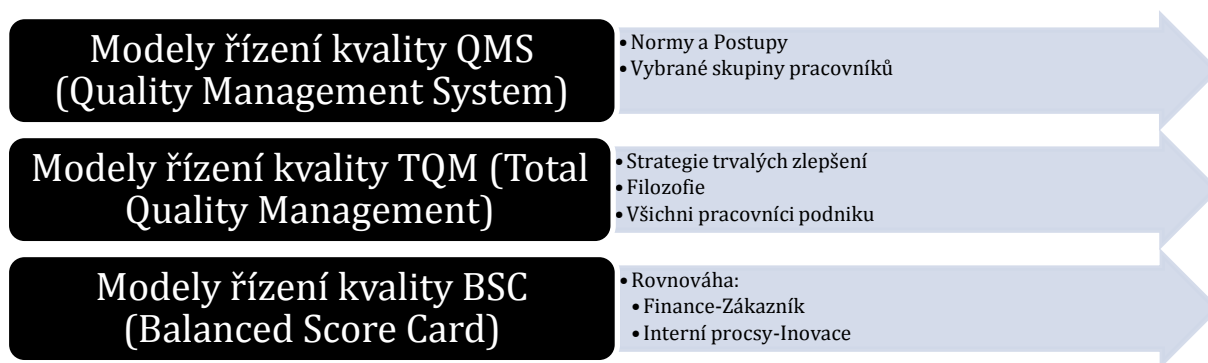 Modely řízení kvality QMS
(Quality Management System)
•Normy a Postupy
•Vybrané skupiny pracovníků
Modely řízení kvality TQM (Total
Quality Management)
•Strategie trvalých zlepšení
•Filozofie
•Všichni pracovníci podniku
Modely řízení kvality BSC
(Balanced Score Card)
•Rovnováha:
•Finance-Zákazník
•Interní procsy-Inovace